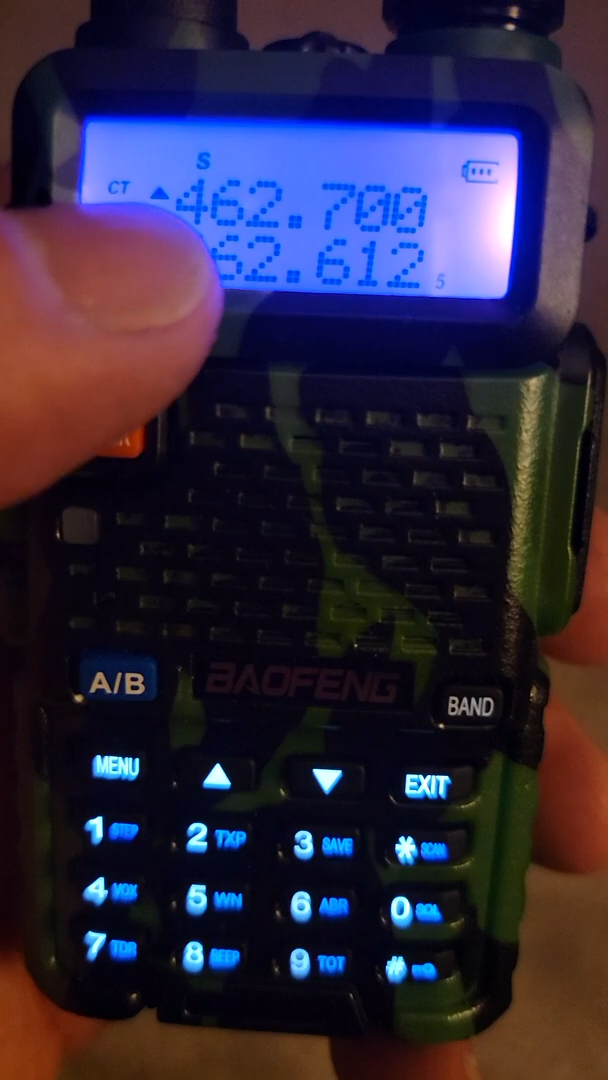 S
CT ▲ 462.700
62.612 5
A/B
BAOFENG
BAND
MENU ▲ ▼ EXIT
1 STEP 2 TXP 3 SAVE * SCAN
4 VOX 5 WN 6 ABR 0 SQL
7 TDR 8 BEEP 9 TOT #